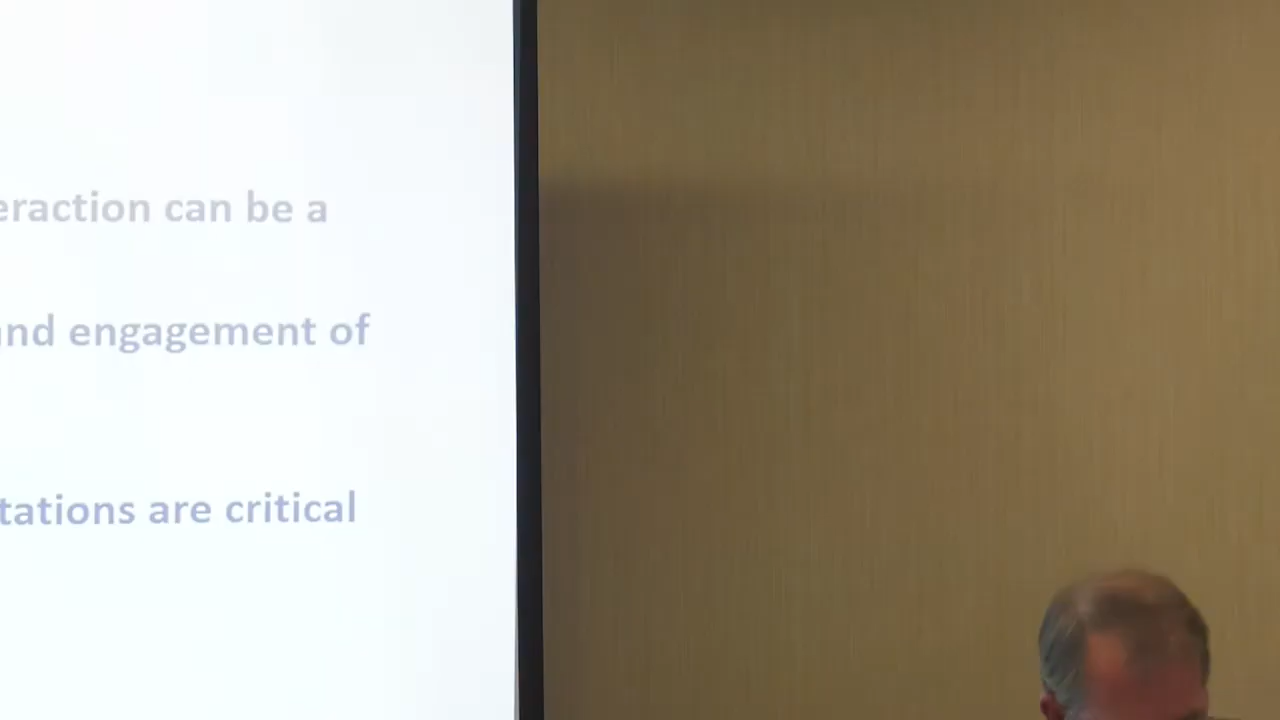 eraction can be a
nd engagement of
tations are critical